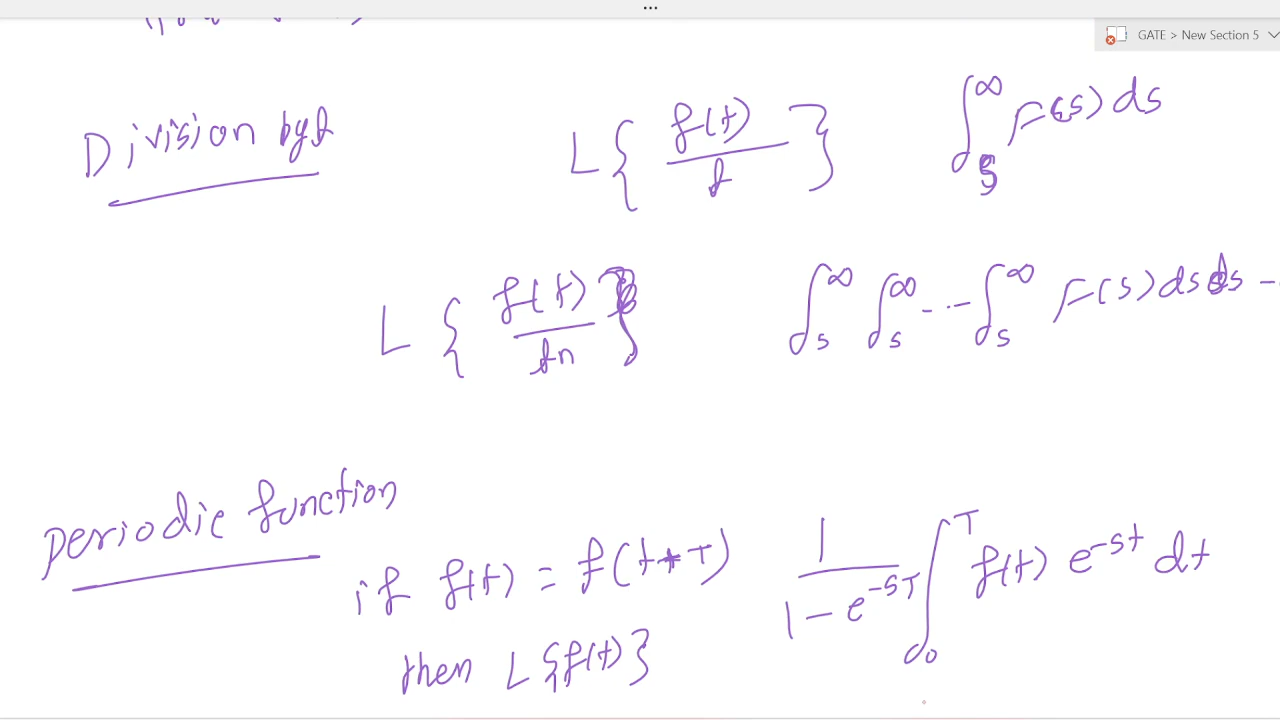 ...
GATE > New Section 5
Division by t L{ f(t) / t } ∫_s^∞ F(s) ds
L{ f(t) / tn } ∫_s^∞ ∫_s^∞ - .. - ∫_s^∞ F(s) ds ds -
periodic function
if f(t) = f(t+T) 1 / 1 - e^-sT ∫_0^T f(t) e^-st dt
then L{f(t)}